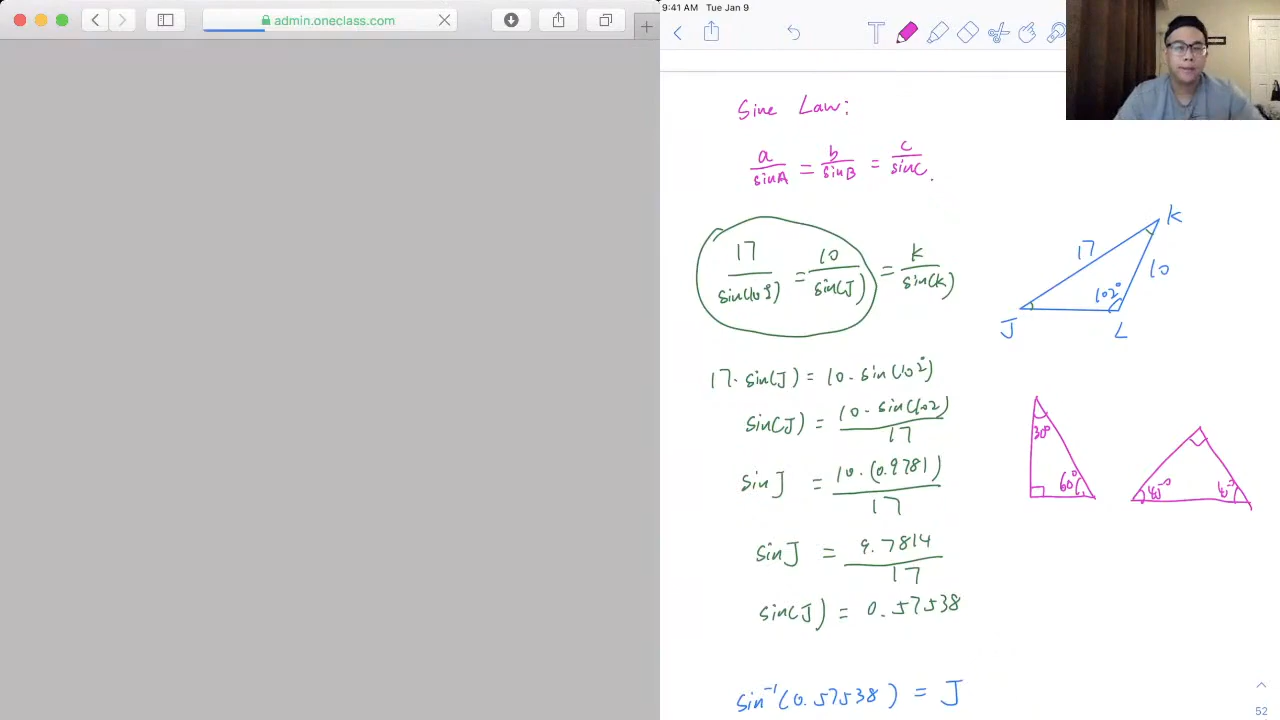 admin.oneclass.com
9:41 AM Tue Jan 9
Sine Law:
a/sinA = b/sinB = c/sinC.
17/sin(102°) = 10/sin(J) = k/sin(k)
K
17
10
102°
J
L
17. sin(J) = 10. sin(102°)
sin(J) = 10. sin(102)/17
30°
60°
45°
45°
sin J = 10. (0.9781)/17
sin J = 9.7814/17
sin(J) = 0.57538
sin⁻¹(0.57538) = J
52